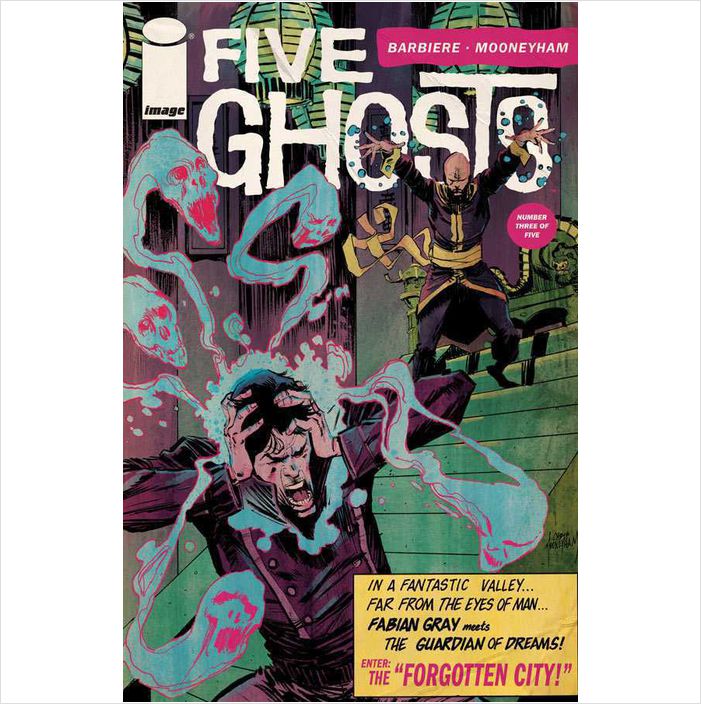 image
®
FIVE
GHOSTS
BARBIERE · MOONEYHAM
NUMBER
THREE OF
FIVE
MOONEYHAM
IN A FANTASTIC VALLEY...
FAR FROM THE EYES OF MAN...
FABIAN GRAY meets
THE GUARDIAN OF DREAMS!
ENTER:
THE "FORGOTTEN CITY!"